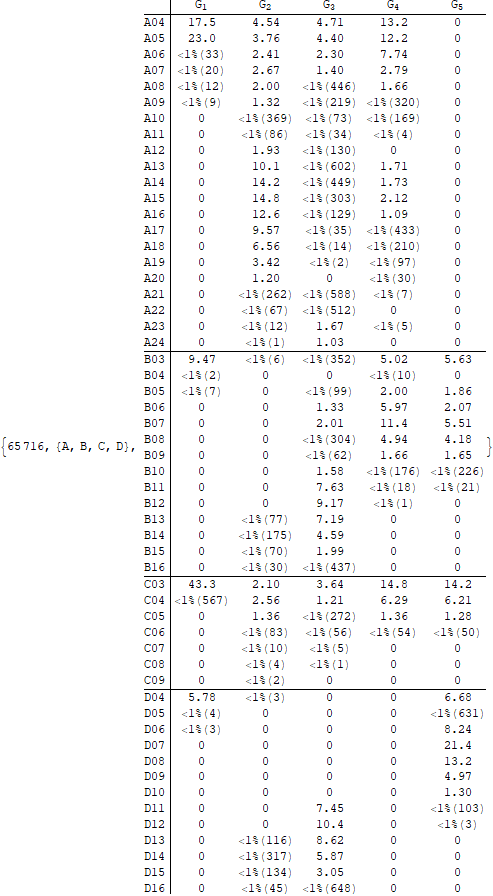 G1 G2 G3 G4 G5
A04 17.5 4.54 4.71 13.2 0
A05 23.0 3.76 4.40 12.2 0
A06 <1%(33) 2.41 2.30 7.74 0
A07 <1%(20) 2.67 1.40 2.79 0
A08 <1%(12) 2.00 <1%(446) 1.66 0
A09 <1%(9) 1.32 <1%(219) <1%(320) 0
A10 0 <1%(369) <1%(73) <1%(169) 0
A11 0 <1%(86) <1%(34) <1%(4) 0
A12 0 1.93 <1%(130) 0 0
A13 0 10.1 <1%(602) 1.71 0
A14 0 14.2 <1%(449) 1.73 0
A15 0 14.8 <1%(303) 2.12 0
A16 0 12.6 <1%(129) 1.09 0
A17 0 9.57 <1%(35) <1%(433) 0
A18 0 6.56 <1%(14) <1%(210) 0
A19 0 3.42 <1%(2) <1%(97) 0
A20 0 1.20 0 <1%(30) 0
A21 0 <1%(262) <1%(588) <1%(7) 0
A22 0 <1%(67) <1%(512) 0 0
A23 0 <1%(12) 1.67 <1%(5) 0
A24 0 <1%(1) 1.03 0 0
B03 9.47 <1%(6) <1%(352) 5.02 5.63
B04 <1%(2) 0 0 <1%(10) 0
B05 <1%(7) 0 <1%(99) 2.00 1.86
B06 0 0 1.33 5.97 2.07
B07 0 0 2.01 11.4 5.51
B08 0 0 <1%(304) 4.94 4.18
{65716, {A, B, C, D}, B09 0 0 <1%(62) 1.66 1.65 }
B10 0 0 1.58 <1%(176) <1%(226)
B11 0 0 7.63 <1%(18) <1%(21)
B12 0 0 9.17 <1%(1) 0
B13 0 <1%(77) 7.19 0 0
B14 0 <1%(175) 4.59 0 0
B15 0 <1%(70) 1.99 0 0
B16 0 <1%(30) <1%(437) 0 0
C03 43.3 2.10 3.64 14.8 14.2
C04 <1%(567) 2.56 1.21 6.29 6.21
C05 0 1.36 <1%(272) 1.36 1.28
C06 0 <1%(83) <1%(56) <1%(54) <1%(50)
C07 0 <1%(10) <1%(5) 0 0
C08 0 <1%(4) <1%(1) 0 0
C09 0 <1%(2) 0 0 0
D04 5.78 <1%(3) 0 0 6.68
D05 <1%(4) 0 0 0 <1%(631)
D06 <1%(3) 0 0 0 8.24
D07 0 0 0 0 21.4
D08 0 0 0 0 13.2
D09 0 0 0 0 4.97
D10 0 0 0 0 1.30
D11 0 0 7.45 0 <1%(103)
D12 0 0 10.4 0 <1%(3)
D13 0 <1%(116) 8.62 0 0
D14 0 <1%(317) 5.87 0 0
D15 0 <1%(134) 3.05 0 0
D16 0 <1%(45) <1%(648) 0 0